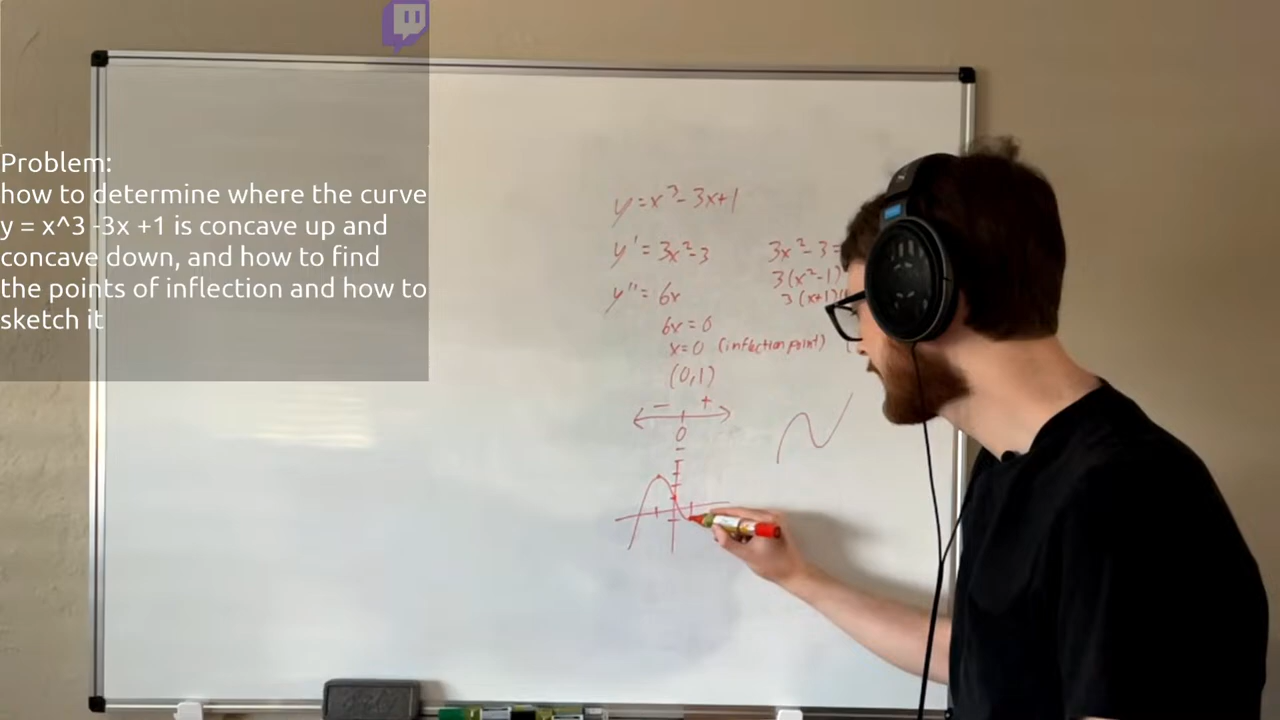 Problem:
how to determine where the curve
y = x^3 -3x +1 is concave up and
concave down, and how to find
the points of inflection and how to
sketch it
y = x³ - 3x + 1
y' = 3x² - 3
3x² - 3 =
3(x² - 1)
y'' = 6x
3(x+1)(
6x = 0
x = 0 (inflection point)
(0,1)
- +
0